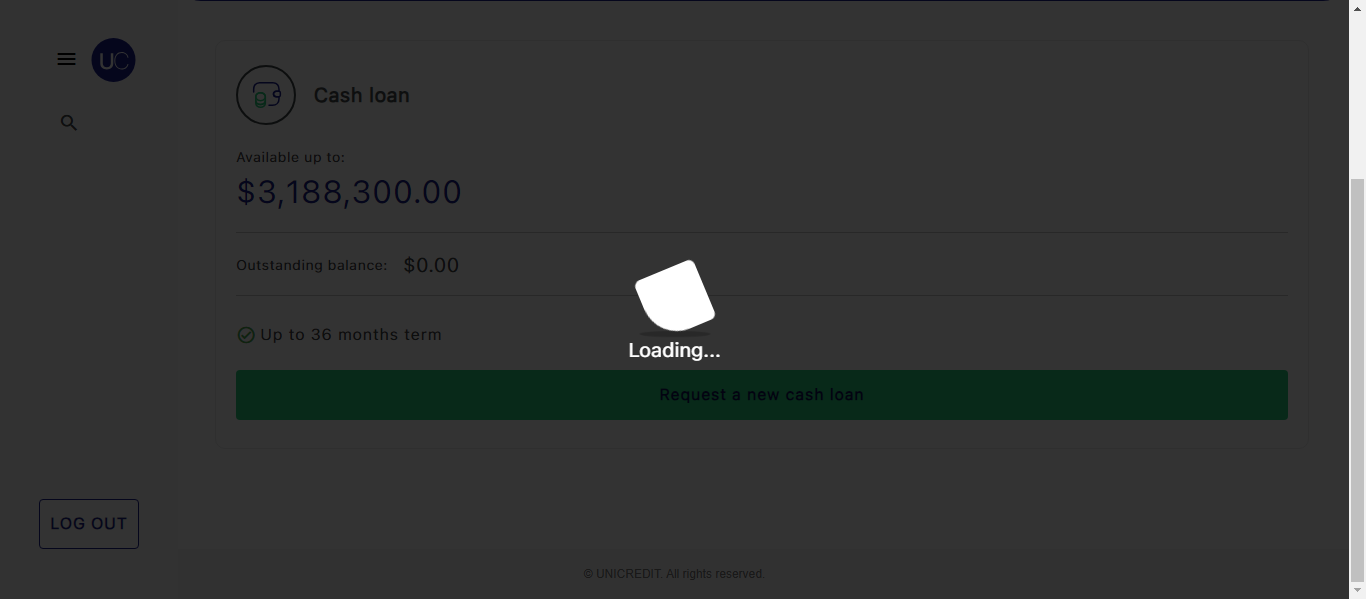 UC
Cash loan
Available up to:
$3,188,300.00
Outstanding balance: $0.00
Up to 36 months term
Loading...
Request a new cash loan
LOG OUT
© UNICREDIT. All rights reserved.